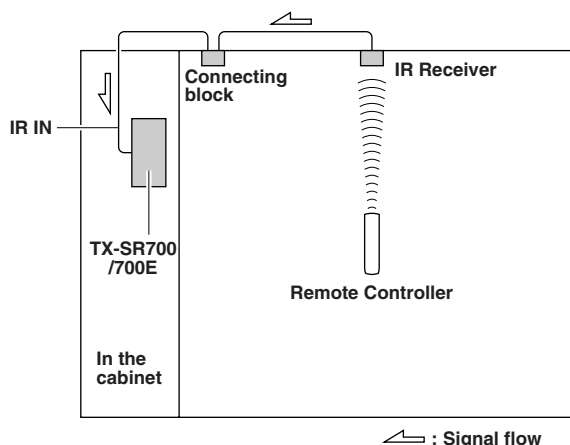 Connecting
block
IR Receiver
IR IN
TX-SR700
/700E
Remote Controller
In the
cabinet
: Signal flow